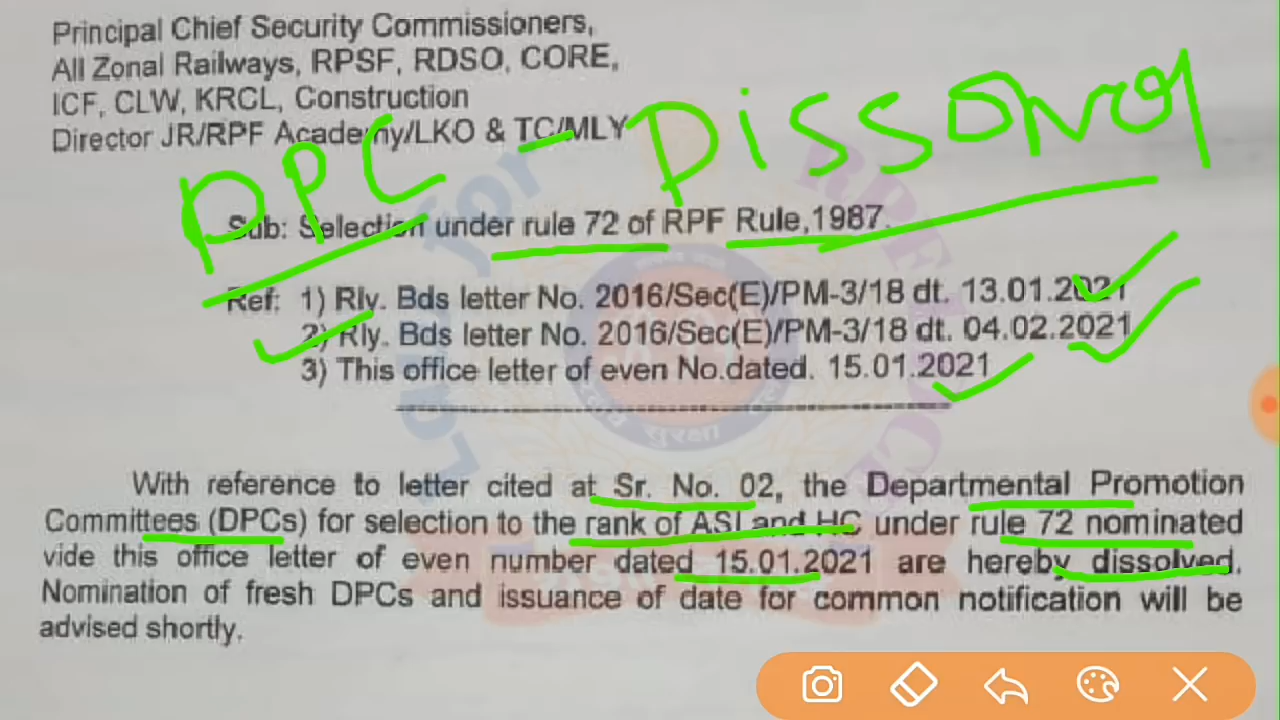 Principal Chief Security Commissioners,
All Zonal Railways, RPSF, RDSO, CORE,
ICF, CLW, KRCL, Construction
Director JR/RPF Academy/LKO & TC/MLY
DPC - Dissolved
Sub: Selection under rule 72 of RPF Rule,1987.
Ref: 1) Rly. Bds letter No. 2016/Sec(E)/PM-3/18 dt. 13.01.2021
2) Rly. Bds letter No. 2016/Sec(E)/PM-3/18 dt. 04.02.2021
3) This office letter of even No.dated. 15.01.2021
With reference to letter cited at Sr. No. 02, the Departmental Promotion
Committees (DPCs) for selection to the rank of ASI and HC under rule 72 nominated
vide this office letter of even number dated 15.01.2021 are hereby dissolved.
Nomination of fresh DPCs and issuance of date for common notification will be
advised shortly.
Law for
सुरक्षा